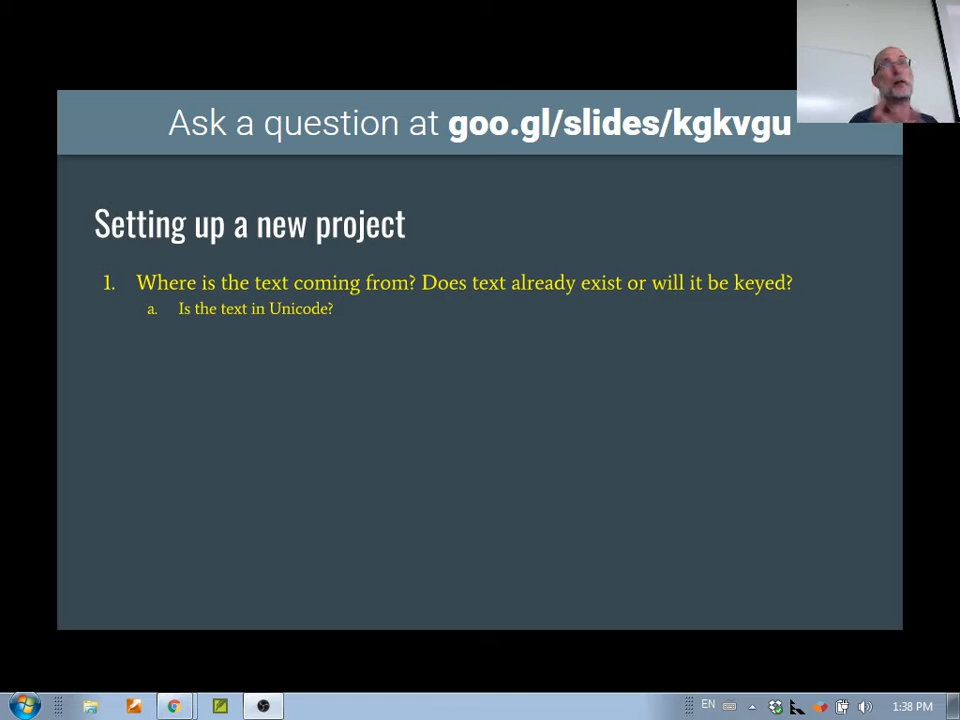 Ask a question at goo.gl/slides/kgkvgu
Setting up a new project
1. Where is the text coming from? Does text already exist or will it be keyed?
a. Is the text in Unicode?
EN
1:38 PM